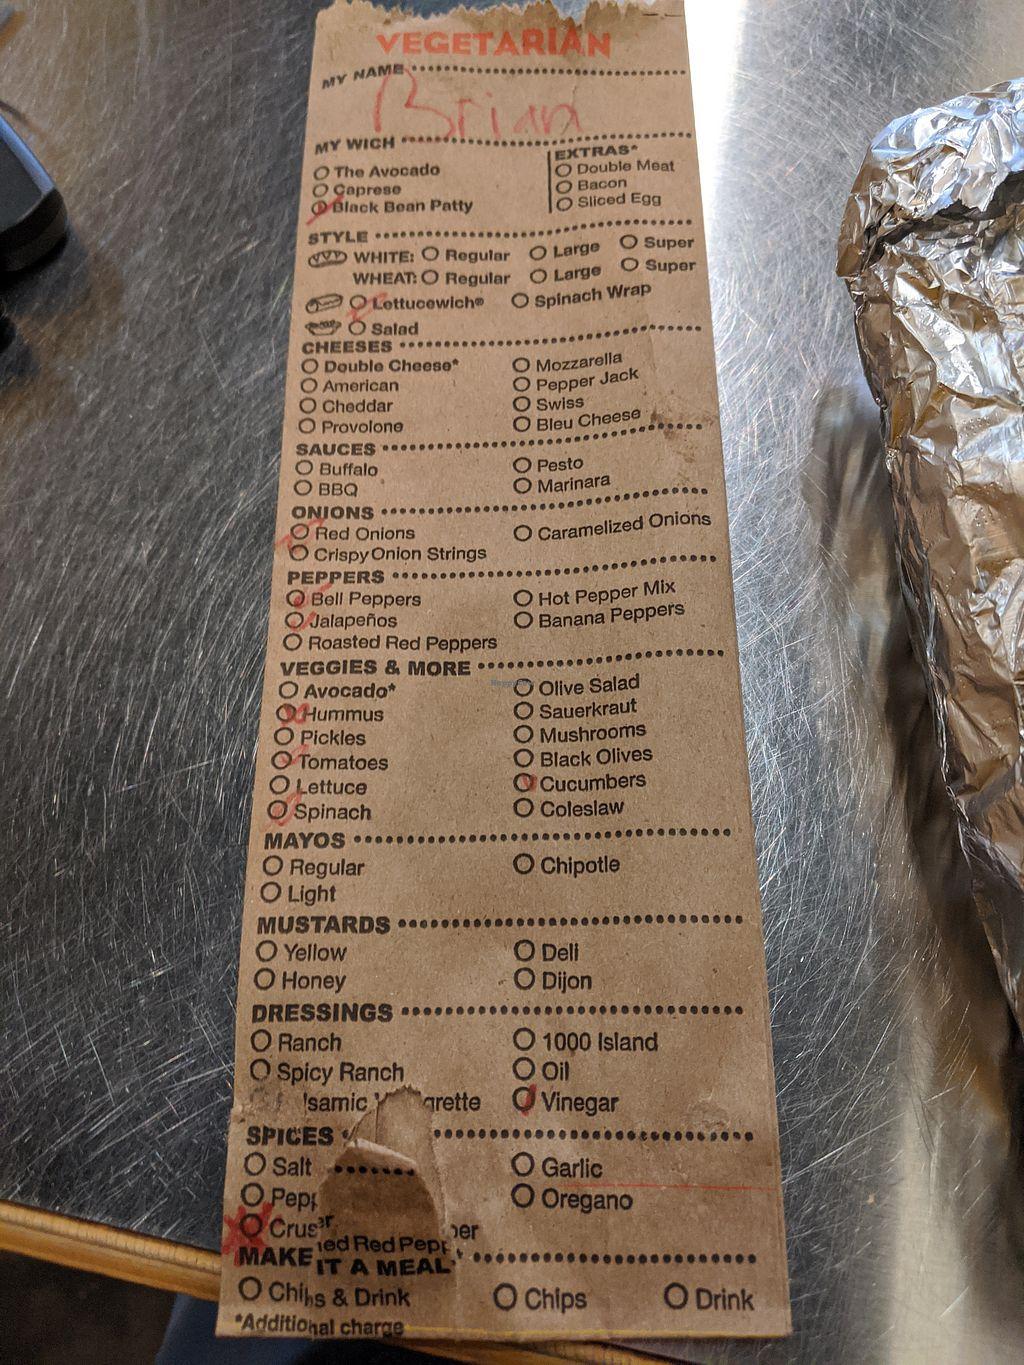 VEGETARIAN
MY NAME
Brian
MY WICH
The Avocado
Caprese
Black Bean Patty
EXTRAS*
Double Meat
Bacon
Sliced Egg
STYLE
WHITE: Regular Large Super
WHEAT: Regular Large Super
Lettucewich® Spinach Wrap
Salad
CHEESES
Double Cheese* Mozzarella
American Pepper Jack
Cheddar Swiss
Provolone Bleu Cheese
SAUCES
Buffalo Pesto
BBQ Marinara
ONIONS
Red Onions Caramelized Onions
Crispy Onion Strings
PEPPERS
Bell Peppers Hot Pepper Mix
Jalapeños Banana Peppers
Roasted Red Peppers
VEGGIES & MORE
Avocado* Olive Salad
Hummus Sauerkraut
Pickles Mushrooms
Tomatoes Black Olives
Lettuce Cucumbers
Spinach Coleslaw
MAYOS
Regular Chipotle
Light
MUSTARDS
Yellow Deli
Honey Dijon
DRESSINGS
Ranch 1000 Island
Spicy Ranch Oil
Vinegar
SPICES
Salt Garlic
Oregano
Red
MAKE IT A MEAL*
Chips & Drink Chips Drink
*Additional charge